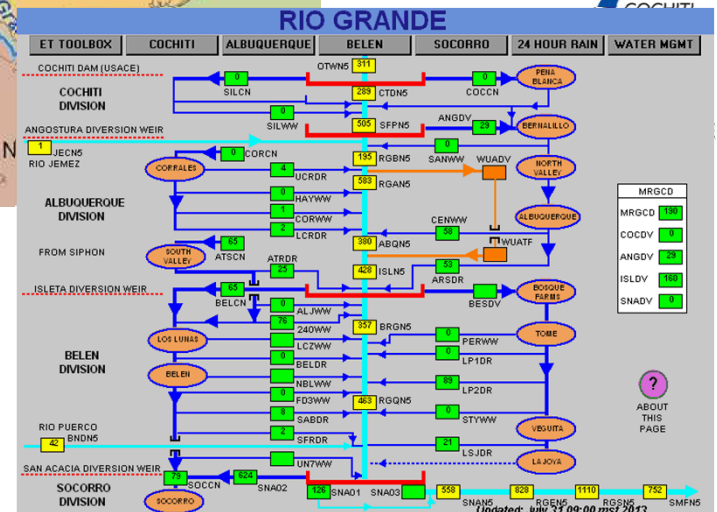 COCHITI
RIO GRANDE
ET TOOLBOX COCHITI ALBUQUERQUE BELEN SOCORRO 24 HOUR RAIN WATER MGMT
COCHITI DAM (USACE) OTWN5 311
0 0 PENA BLANCA
SILCN COCCN
COCHITI DIVISION 289 CTDN5
0 SILWW
505 SFPN5 ANGDV 29 BERNALILLO
ANGOSTURA DIVERSION WEIR
1 JECN5
RIO JEMEZ
0 CORCN 195 RGBN5 0 SANWW WUADV NORTH VALLEY
CORRALES 4 UCRDR 583 RGAN5
0 HAYWW
ALBUQUERQUE DIVISION
1 CORWW CENWW 58 ALBUQUERQUE
2 LCRDR
FROM SIPHON 65 ATSCN 380 ABQN5 WUATF
SOUTH VALLEY ATRDR 25 428 ISLN5 53 ARSDR
ISLETA DIVERSION WEIR 65 BELCN BESDV BOSQUE FARMS
0 ALJWW
76 240WW 357 BRGN5 TOME
LOS LUNAS LCZWW 0 PERWW
0 BELDR 0 LP1DR
BELEN DIVISION
BELEN NBLWW 89 LP2DR
0 FD3WW 463 RGQN5
8 SABDR 0 STYWW
RIO PUERCO 2 SFRDR VEGUITA
42 BNDN5 21 LSJDR
UN7WW LA JOYA
SAN ACACIA DIVERSION WEIR
79 SOCCN 624 SNA02
SOCORRO DIVISION
SOCORRO
126 SNA01 SNA03 558 SNAN5 828 RGEN5 1110 RGSN5 752 SMFN5
Updated: July 31 09:00 mst 2013
MRGCD
MRGCD 190
COCDV 0
ANGDV 29
ISLDV 160
SNADV 0
?
ABOUT
THIS
PAGE
N